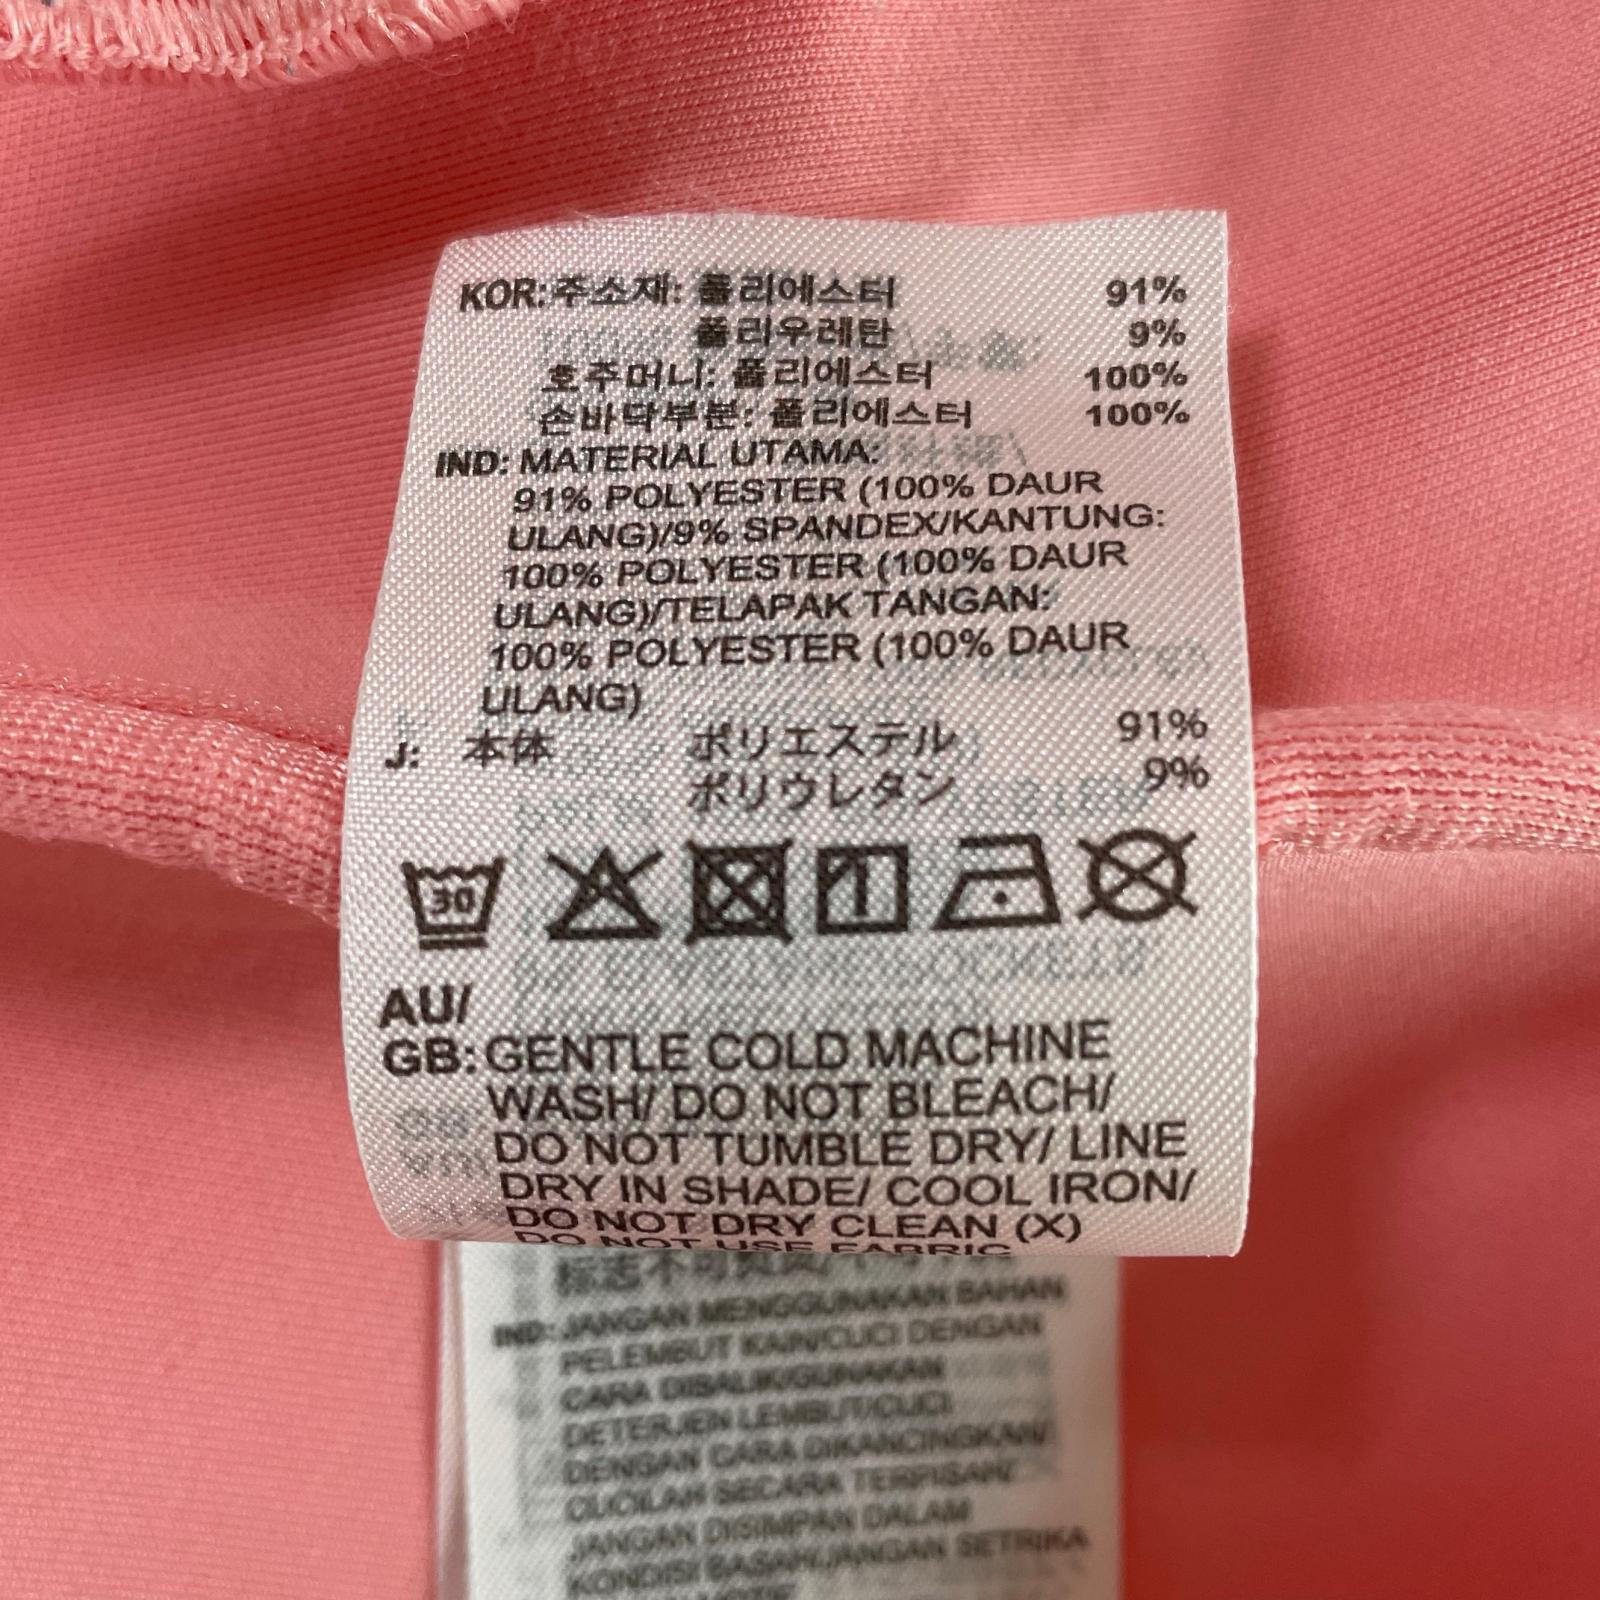 KOR: 주소재: 폴리에스터 91%
폴리우레탄 9%
호주머니: 폴리에스터 100%
손바닥부분: 폴리에스터 100%
IND: MATERIAL UTAMA:
91% POLYESTER (100% DAUR
ULANG)/9% SPANDEX/KANTUNG:
100% POLYESTER (100% DAUR
ULANG)/TELAPAK TANGAN:
100% POLYESTER (100% DAUR
ULANG)
J: 本体 ポリエステル 91%
ポリウレタン 9%
30
AU/
GB: GENTLE COLD MACHINE
WASH/ DO NOT BLEACH/
DO NOT TUMBLE DRY/ LINE
DRY IN SHADE/ COOL IRON/
DO NOT DRY CLEAN (X)
DO NOT USE FABRIC
IND: JANGAN MENGGUNAKAN BAHAN
PELEMBUT KAIN/CUCI DENGAN
CARA DIBALIK/GUNAKAN
DETERJEN LEMBUT/CUCI
DENGAN CARA DIKANCINGKAN/
CUCILAH SECARA TERPISAH/
JANGAN DISIMPAN DALAM
KONDISI BASAH/JANGAN SETRIKA